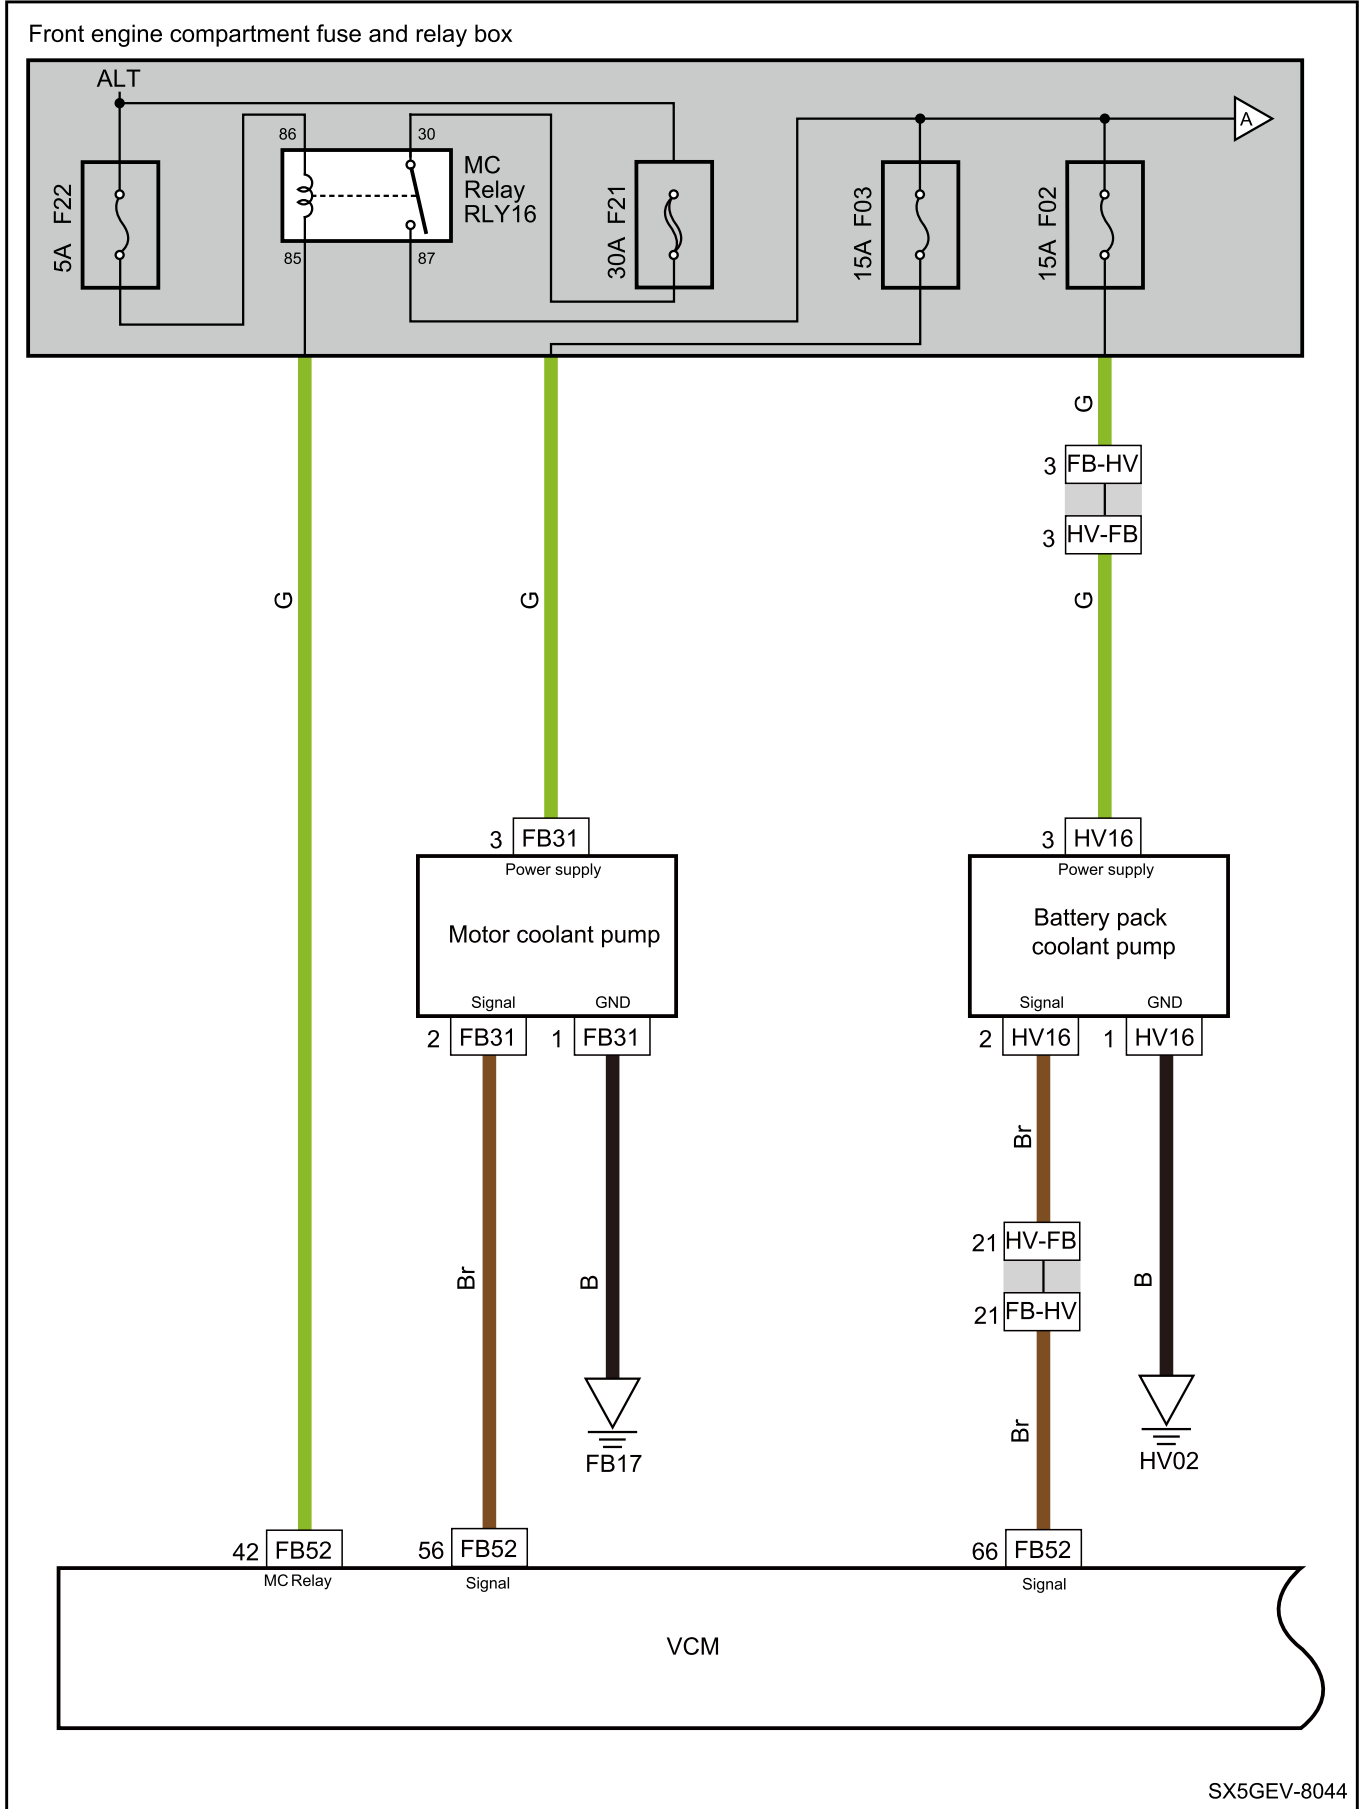 Front engine compartment fuse and relay box
ALT
86
30
MC
Relay
RLY16
85
87
5A F22
30A F21
15A F03
15A F02
A
G
3 FB-HV
3 HV-FB
G
G
G
3 FB31
Power supply
Motor coolant pump
Signal
GND
2 FB31
1 FB31
3 HV16
Power supply
Battery pack
coolant pump
Signal
GND
2 HV16
1 HV16
Br
21 HV-FB
21 FB-HV
Br
B
B
Br
FB17
HV02
42 FB52
MC Relay
56 FB52
Signal
66 FB52
Signal
VCM
SX5GEV-8044